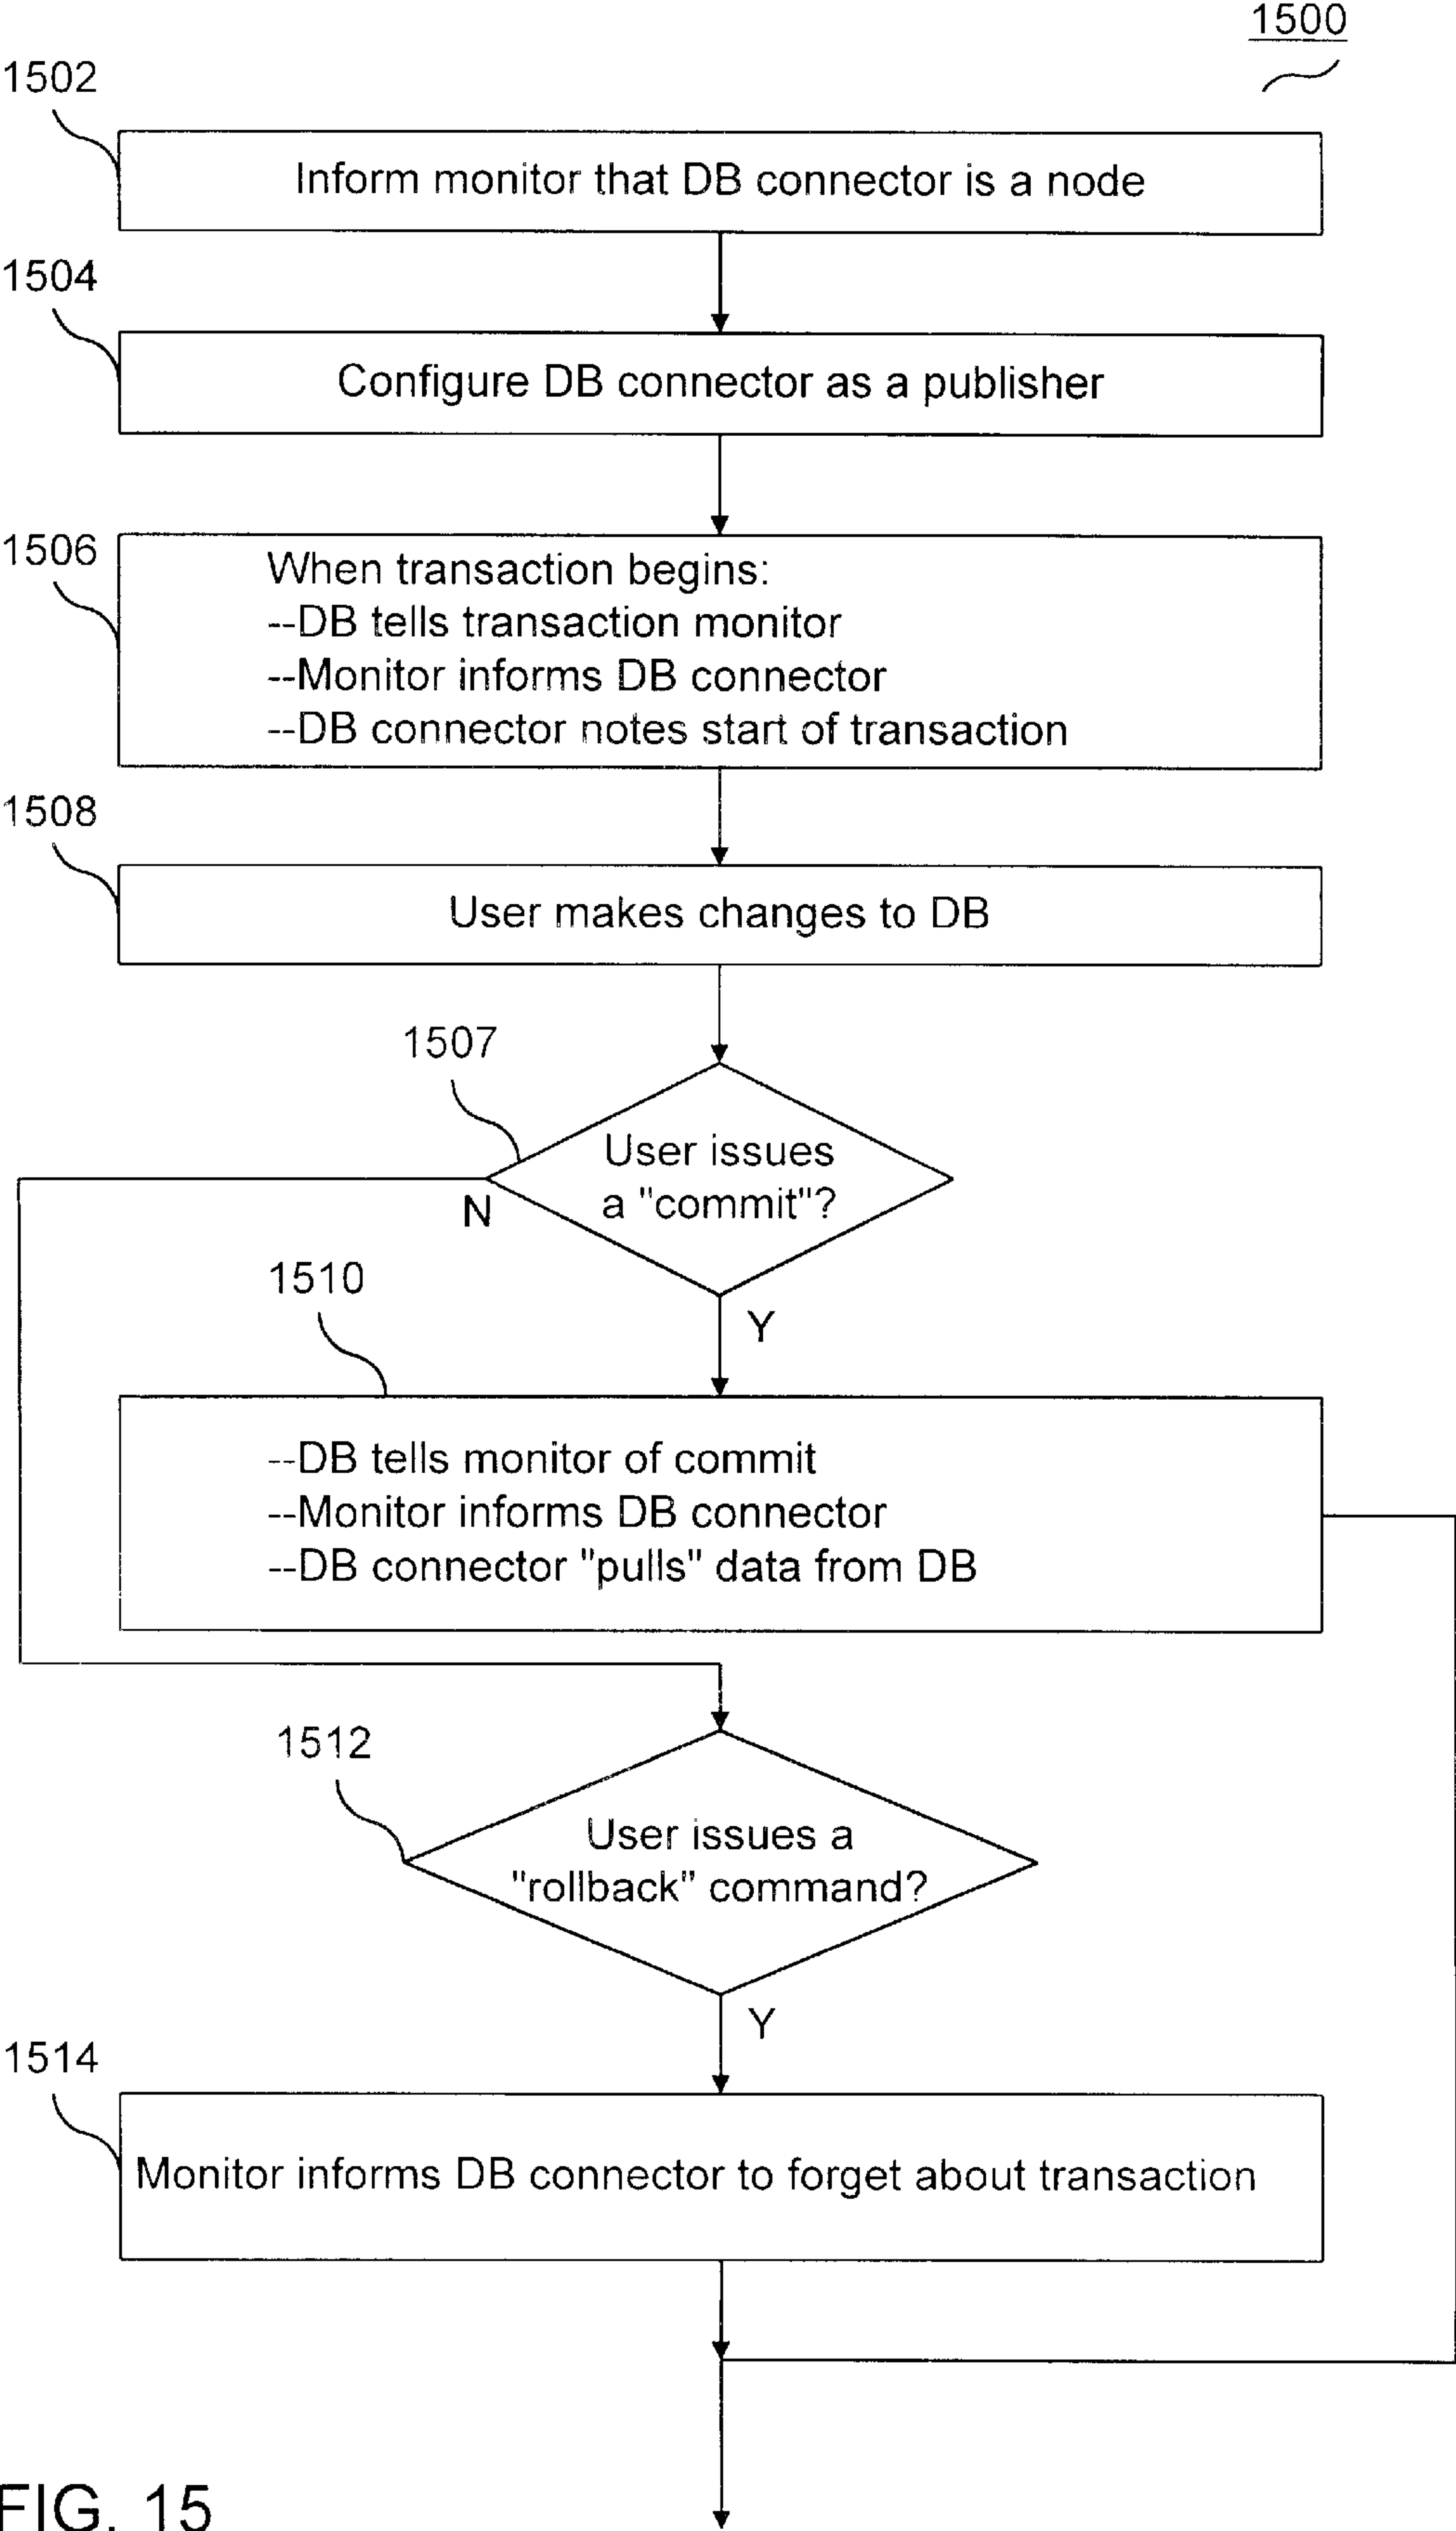 1500
1502
Inform monitor that DB connector is a node
1504
Configure DB connector as a publisher
1506
When transaction begins:
--DB tells transaction monitor
--Monitor informs DB connector
--DB connector notes start of transaction
1508
User makes changes to DB
1507
User issues
a "commit"?
N
Y
1510
--DB tells monitor of commit
--Monitor informs DB connector
--DB connector "pulls" data from DB
1512
User issues a
"rollback" command?
Y
1514
Monitor informs DB connector to forget about transaction
FIG. 15